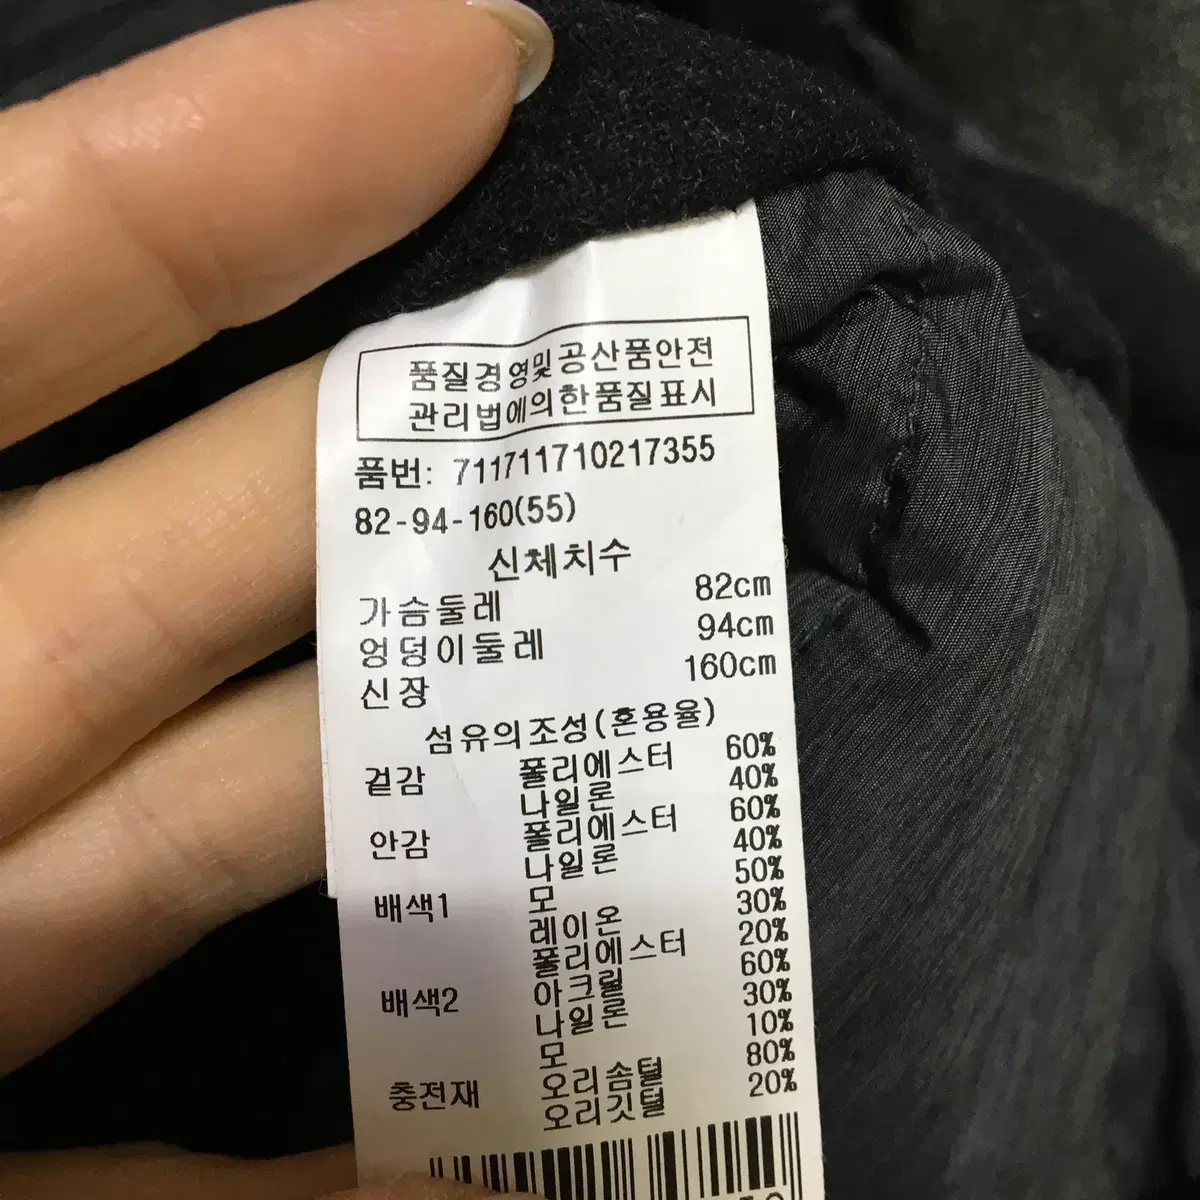 품질경영및공산품안전
관리법에의한품질표시
품번: 711711710217355
82-94-160(55)
신체치수
가슴둘레 82cm
엉덩이둘레 94cm
신장 160cm
섬유의조성(혼용율)
겉감 폴리에스터 60%
나일론 40%
안감 폴리에스터 60%
나일론 40%
배색1 모 50%
레이온 30%
폴리에스터 20%
배색2 아크릴 60%
나일론 30%
모 10%
충전재 오리솜털 80%
오리깃털 20%